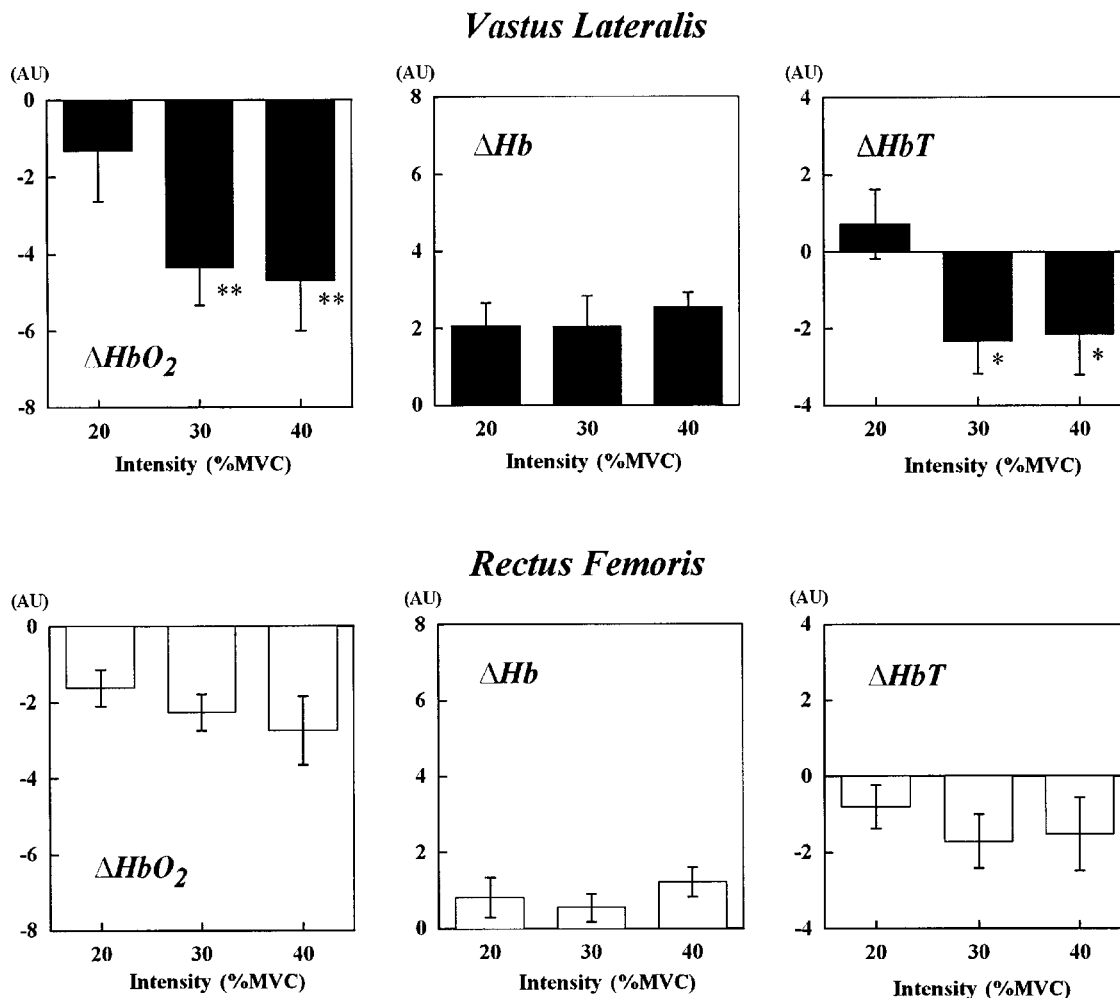 Vastus Lateralis
(AU)
0
-2
-4
-6
-8
**
**
ΔHbO2
20 30 40
Intensity (%MVC)
(AU)
8
6
4
2
0
ΔHb
20 30 40
Intensity (%MVC)
(AU)
4
2
0
-2
-4
ΔHbT
*
*
20 30 40
Intensity (%MVC)
Rectus Femoris
(AU)
0
-2
-4
-6
-8
ΔHbO2
20 30 40
Intensity (%MVC)
(AU)
8
6
4
2
0
ΔHb
20 30 40
Intensity (%MVC)
(AU)
4
2
0
-2
-4
ΔHbT
20 30 40
Intensity (%MVC)